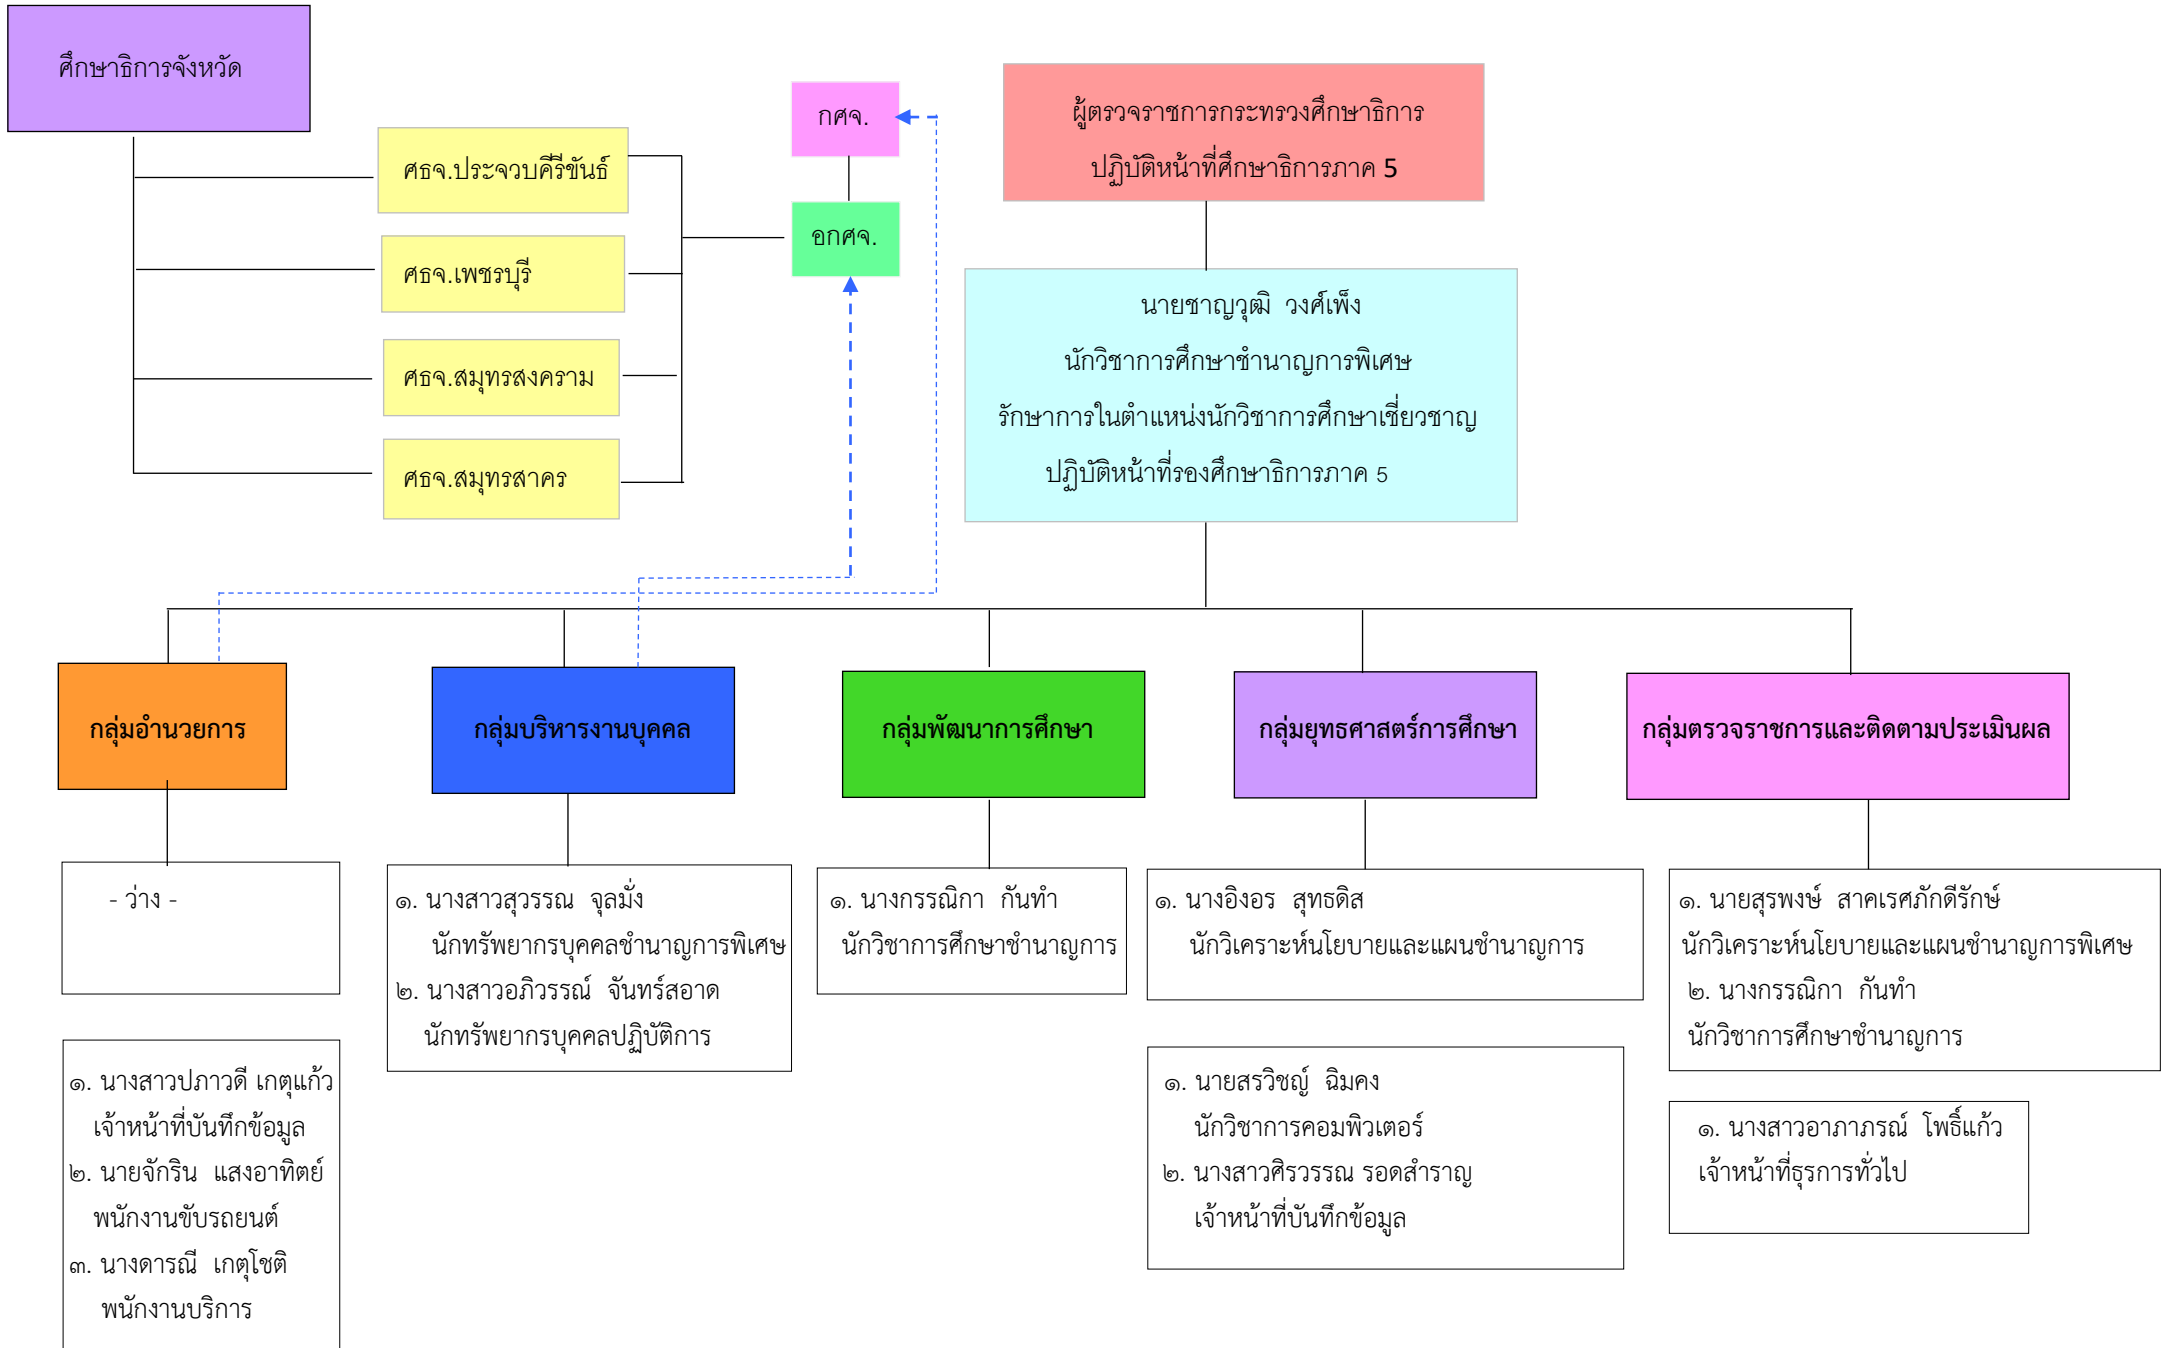 ศึกษาธิการจังหวัด
กศจ.
ผู้ตรวจราชการกระทรวงศึกษาธิการ
ปฏิบัติหน้าที่ศึกษาธิการภาค 5
ศธจ.ประจวบคีรีขันธ์
อกศจ.
ศธจ.เพชรบุรี
ศธจ.สมุทรสงคราม
ศธจ.สมุทรสาคร
นายชาญวุฒิ วงศ์เพ็ง
นักวิชาการศึกษาชำนาญการพิเศษ
รักษาการในตำแหน่งนักวิชาการศึกษาเชี่ยวชาญ
ปฏิบัติหน้าที่รองศึกษาธิการภาค 5
กลุ่มอำนวยการ
กลุ่มบริหารงานบุคคล
กลุ่มพัฒนาการศึกษา
กลุ่มยุทธศาสตร์การศึกษา
กลุ่มตรวจราชการและติดตามประเมินผล
- ว่าง -
๑. นางสาวปภาวดี เกตุแก้ว
เจ้าหน้าที่บันทึกข้อมูล
๒. นายจักริน แสงอาทิตย์
พนักงานขับรถยนต์
๓. นางดารณี เกตุโชติ
พนักงานบริการ
๑. นางสาวสุวรรณ จุลมั่ง
นักทรัพยากรบุคคลชำนาญการพิเศษ
๒. นางสาวอภิวรรณ์ จันทร์สอาด
นักทรัพยากรบุคคลปฏิบัติการ
๑. นางกรรณิกา กันทำ
นักวิชาการศึกษาชำนาญการ
๑. นางอิงอร สุทธดิส
นักวิเคราะห์นโยบายและแผนชำนาญการ
๑. นายสรวิชญ์ ฉิมคง
นักวิชาการคอมพิวเตอร์
๒. นางสาวศิรวรรณ รอดสำราญ
เจ้าหน้าที่บันทึกข้อมูล
๑. นายสุรพงษ์ สาคเรศภักดีรักษ์
นักวิเคราะห์นโยบายและแผนชำนาญการพิเศษ
๒. นางกรรณิกา กันทำ
นักวิชาการศึกษาชำนาญการ
๑. นางสาวอาภาภรณ์ โพธิ์แก้ว
เจ้าหน้าที่ธุรการทั่วไป